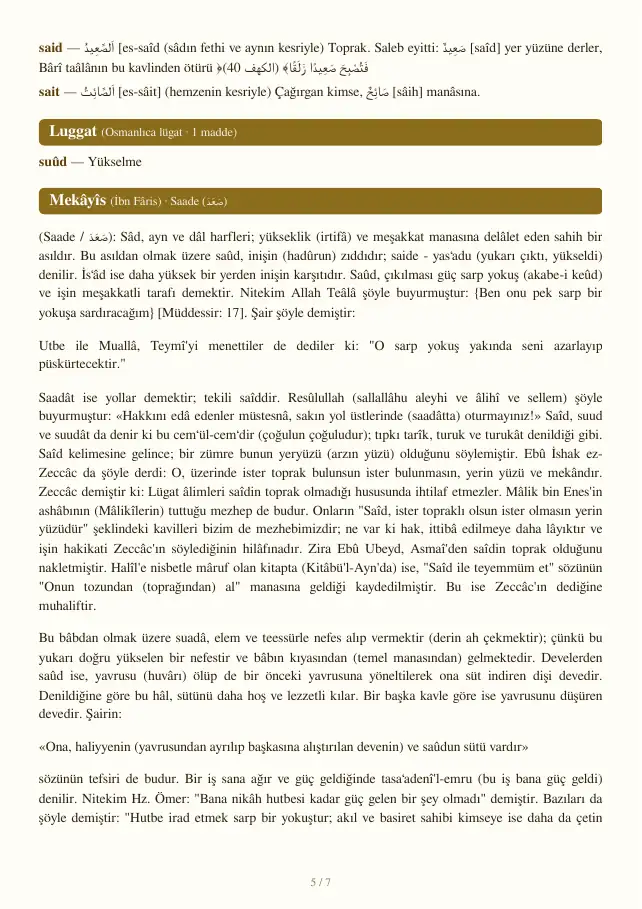 said — اَلصَّعِيدُ [es-saîd (sâdın fethi ve aynın kesriyle) Toprak. Saleb eyitti: صَعِيدٌ [saîd] yer yüzüne derler,
Bârî taâlânın bu kavlinden ötürü ﴿فَتُصْبِحَ صَعِيدًا زَلَقًا﴾ (الكهف 40)
sait — اَلصَّائِتُ [es-sâit] (hemzenin kesriyle) Çağırgan kimse, صَائِحٌ [sâih] manâsına.
Luggat (Osmanlıca lügat · 1 madde)
suûd — Yükselme
Mekâyîs (İbn Fâris) · Saade (صَعَدَ)
(Saade / صَعَدَ): Sâd, ayn ve dâl harfleri; yükseklik (irtifâ) ve meşakkat manasına delâlet eden sahih bir
asıldır. Bu asıldan olmak üzere saûd, inişin (hadûrun) zıddıdır; saide - yas'adu (yukarı çıktı, yükseldi)
denilir. İs'âd ise daha yüksek bir yerden inişin karşıtıdır. Saûd, çıkılması güç sarp yokuş (akabe-i keûd)
ve işin meşakkatli tarafı demektir. Nitekim Allah Teâlâ şöyle buyurmuştur: {Ben onu pek sarp bir
yokuşa sardıracağım} [Müddessir: 17]. Şair şöyle demiştir:
Utbe ile Muallâ, Teymî'yi menettiler de dediler ki: "O sarp yokuş yakında seni azarlayıp
püskürtecektir."
Saadât ise yollar demektir; tekili saîddir. Resûlullah (sallallâhu aleyhi ve âlihî ve sellem) şöyle
buyurmuştur: «Hakkını edâ edenler müstesnâ, sakın yol üstlerinde (saadâtta) oturmayınız!» Saîd, suud
ve suudât da denir ki bu cem‘ül-cem‘dir (çoğulun çoğuludur); tıpkı tarîk, turuk ve turukât denildiği gibi.
Saîd kelimesine gelince; bir zümre bunun yeryüzü (arzın yüzü) olduğunu söylemiştir. Ebû İshak ez-
Zeccâc da şöyle derdi: O, üzerinde ister toprak bulunsun ister bulunmasın, yerin yüzü ve mekândır.
Zeccâc demiştir ki: Lügat âlimleri saîdin toprak olmadığı hususunda ihtilaf etmezler. Mâlik bin Enes'in
ashâbının (Mâlikîlerin) tuttuğu mezhep de budur. Onların "Saîd, ister topraklı olsun ister olmasın yerin
yüzüdür" şeklindeki kavilleri bizim de mezhebimizdir; ne var ki hak, ittibâ edilmeye daha lâyıktır ve
işin hakikati Zeccâc'ın söylediğinin hilâfınadır. Zira Ebû Ubeyd, Asmaî'den saîdin toprak olduğunu
nakletmiştir. Halîl'e nisbetle mâruf olan kitapta (Kitâbü'l-Ayn'da) ise, "Saîd ile teyemmüm et" sözünün
"Onun tozundan (toprağından) al" manasına geldiği kaydedilmiştir. Bu ise Zeccâc'ın dediğine
muhaliftir.
Bu bâbdan olmak üzere suadâ, elem ve teessürle nefes alıp vermektir (derin ah çekmektir); çünkü bu
yukarı doğru yükselen bir nefestir ve bâbın kıyasından (temel manasından) gelmektedir. Develerden
saûd ise, yavrusu (huvârı) ölüp de bir önceki yavrusuna yöneltilerek ona süt indiren dişi devedir.
Denildiğine göre bu hâl, sütünü daha hoş ve lezzetli kılar. Bir başka kavle göre ise yavrusunu düşüren
devedir. Şairin:
«Ona, haliyyenin (yavrusundan ayrılıp başkasına alıştırılan devenin) ve saûdun sütü vardır»
sözünün tefsiri de budur. Bir iş sana ağır ve güç geldiğinde tasa‘adenî'l-emru (bu iş bana güç geldi)
denilir. Nitekim Hz. Ömer: "Bana nikâh hutbesi kadar güç gelen bir şey olmadı" demiştir. Bazıları da
şöyle demiştir: "Hutbe irad etmek sarp bir yokuştur; akıl ve basiret sahibi kimseye ise daha da çetin
5 / 7